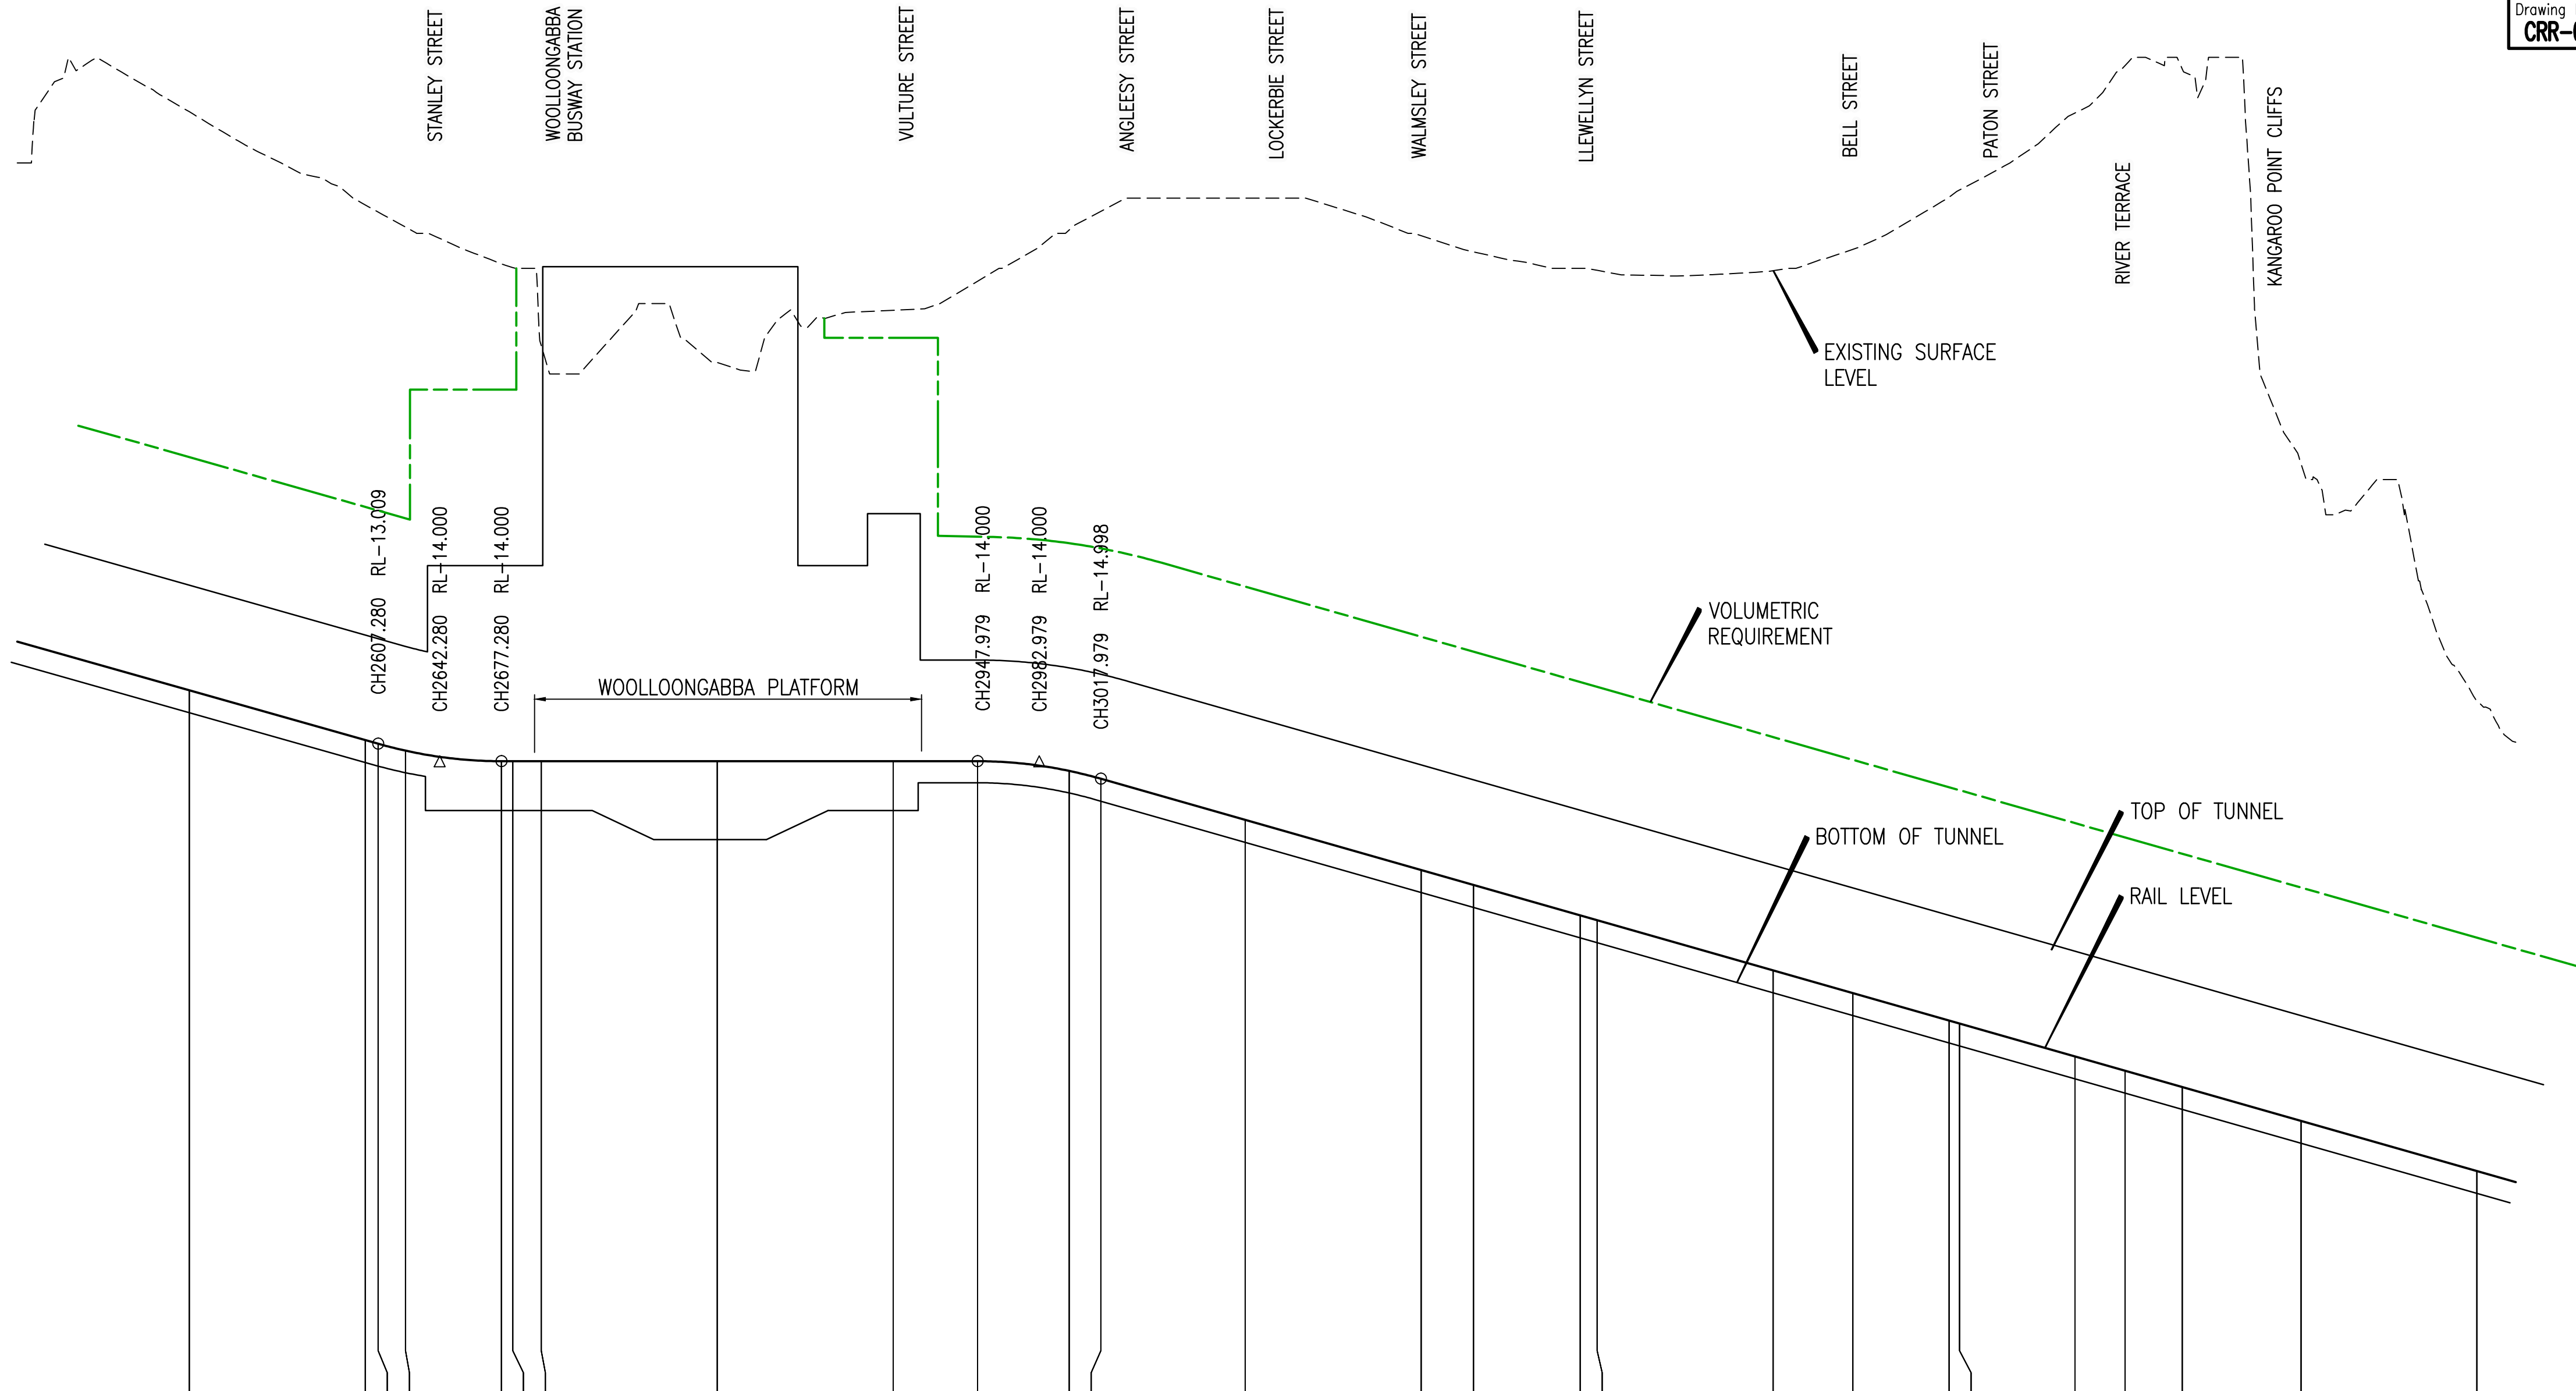 Drawing
CRR-
STANLEY STREET
WOOLLOONGABBA
BUSWAY STATION
VULTURE STREET
ANGLEESY STREET
LOCKERBIE STREET
WALMSLEY STREET
LLEWELLYN STREET
BELL STREET
PATON STREET
RIVER TERRACE
KANGAROO POINT CLIFFS
EXISTING SURFACE
LEVEL
CH2607.280 RL-13.009
CH2642.280 RL-14.000
CH2677.280 RL-14.000
CH2947.979 RL-14.000
CH2982.979 RL-14.000
CH3017.979 RL-14.998
VOLUMETRIC
REQUIREMENT
WOOLLOONGABBA PLATFORM
TOP OF TUNNEL
BOTTOM OF TUNNEL
RAIL LEVEL